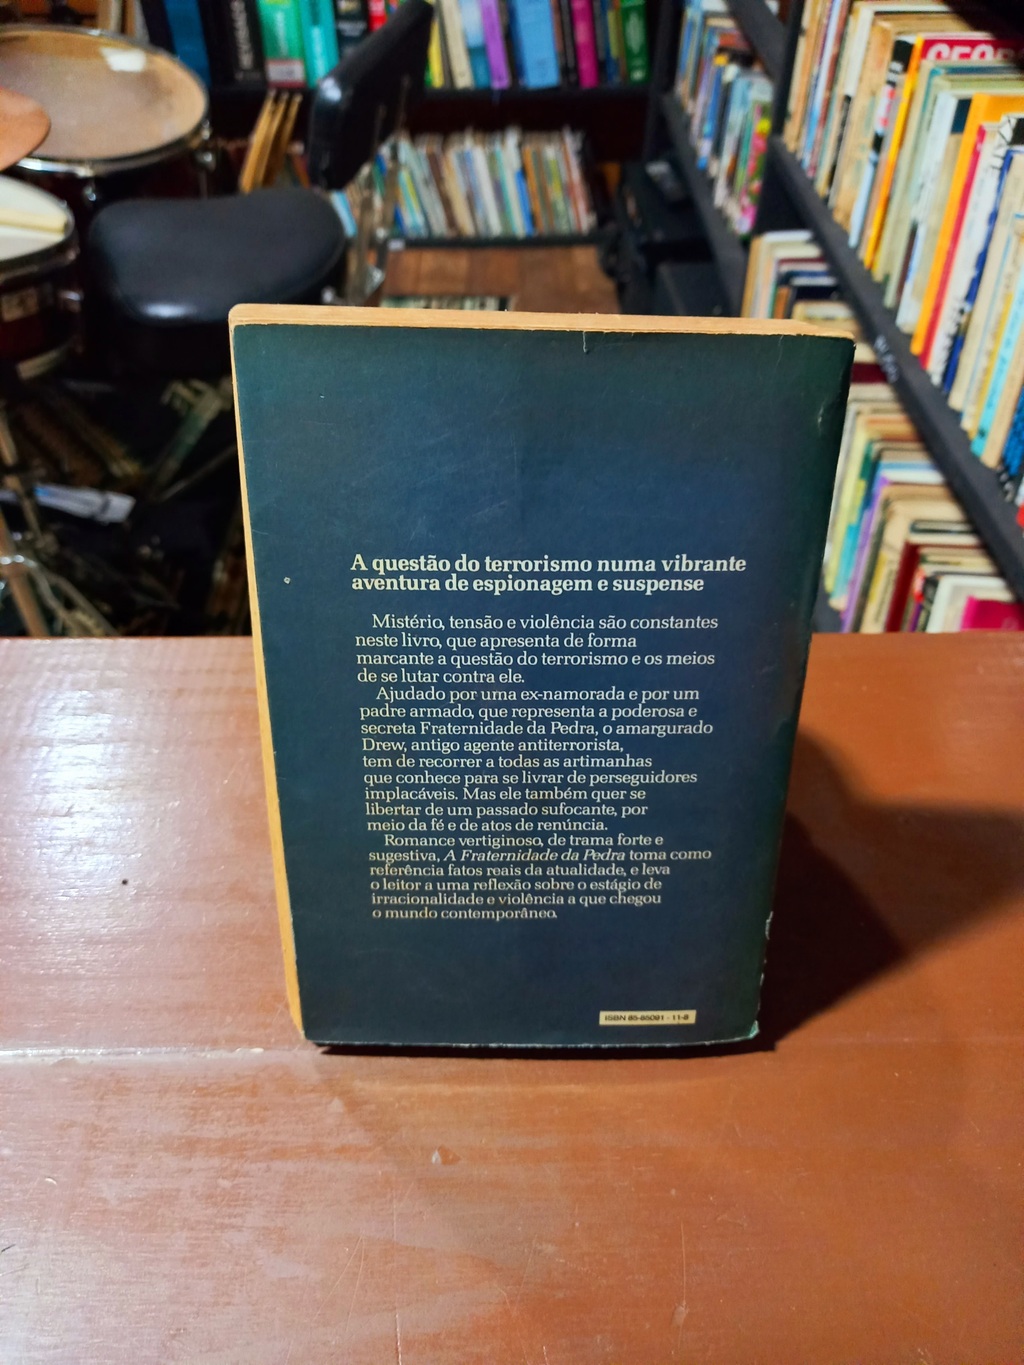 A questão do terrorismo numa vibrante
aventura de espionagem e suspense
Mistério, tensão e violência são constantes
neste livro, que apresenta de forma
marcante a questão do terrorismo e os meios
de se lutar contra ele.
Ajudado por uma ex-namorada e por um
padre armado, que representa a poderosa e
secreta Fraternidade da Pedra, o amargurado
Drew, antigo agente antiterrorista,
tem de recorrer a todas as artimanhas
que conhece para se livrar de perseguidores
implacáveis. Mas ele também quer se
libertar de um passado sufocante, por
meio da fé e de atos de renúncia.
Romance vertiginoso, de trama forte e
sugestiva, A Fraternidade da Pedra toma como
referência fatos reais da atualidade, e leva
o leitor a uma reflexão sobre o estágio de
irracionalidade e violência a que chegou
o mundo contemporâneo.
ISBN 85-85091-11-8